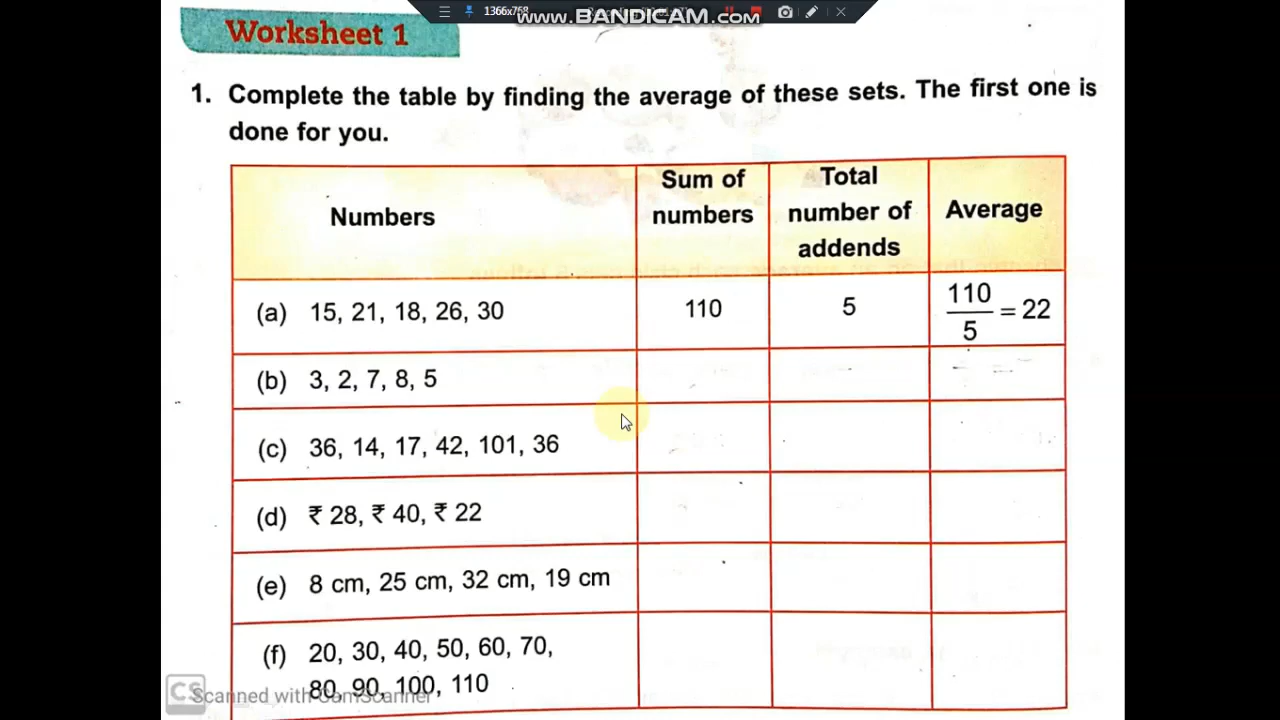 1366x768
www.BANDICAM.com
Worksheet 1
1. Complete the table by finding the average of these sets. The first one is
done for you.
Numbers
Sum of
numbers
Total
number of
addends
Average
(a) 15, 21, 18, 26, 30
110
5
110
5
= 22
(b) 3, 2, 7, 8, 5
(c) 36, 14, 17, 42, 101, 36
(d) ₹ 28, ₹ 40, ₹ 22
(e) 8 cm, 25 cm, 32 cm, 19 cm
(f) 20, 30, 40, 50, 60, 70,
80, 90, 100, 110
CS Scanned with CamScanner